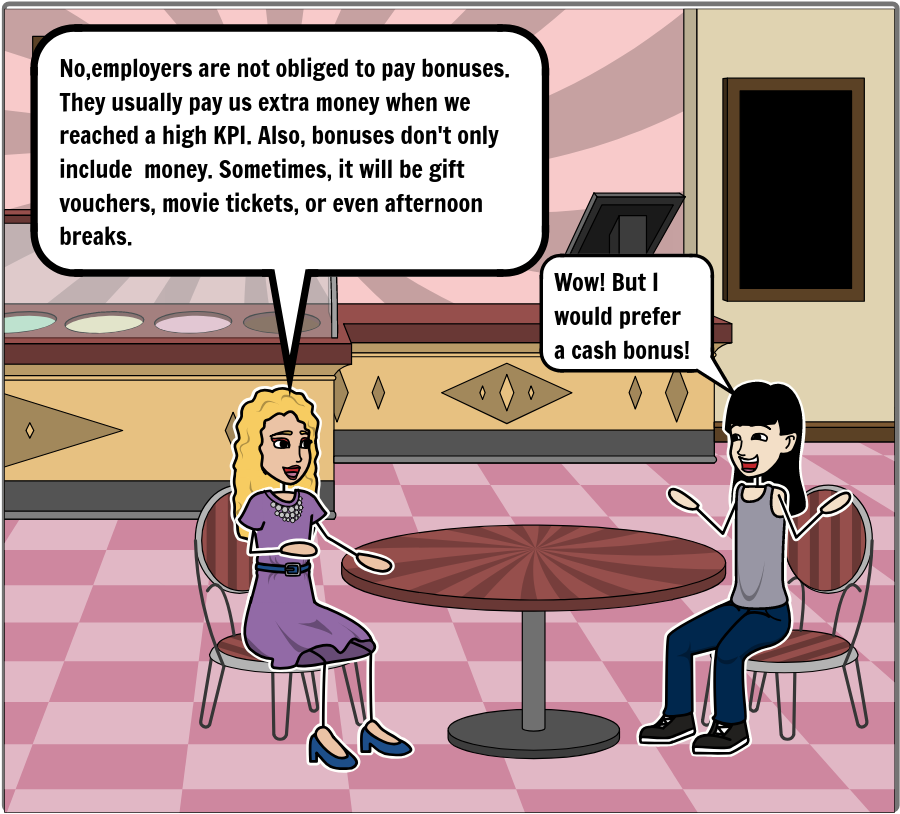 No,employers are not obliged to pay bonuses.
They usually pay us extra money when we
reached a high KPI. Also, bonuses don't only
include  money. Sometimes, it will be gift
vouchers, movie tickets, or even afternoon
breaks.
Wow! But I
would prefer
a cash bonus!